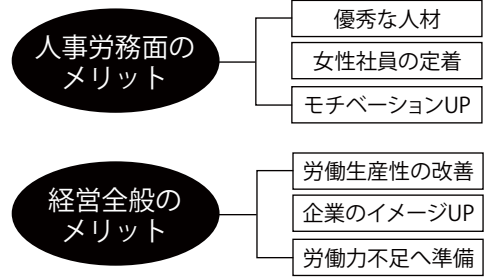 人事労務面の
メリット
優秀な人材
女性社員の定着
モチベーションUP
経営全般の
メリット
労働生産性の改善
企業のイメージUP
労働力不足へ準備